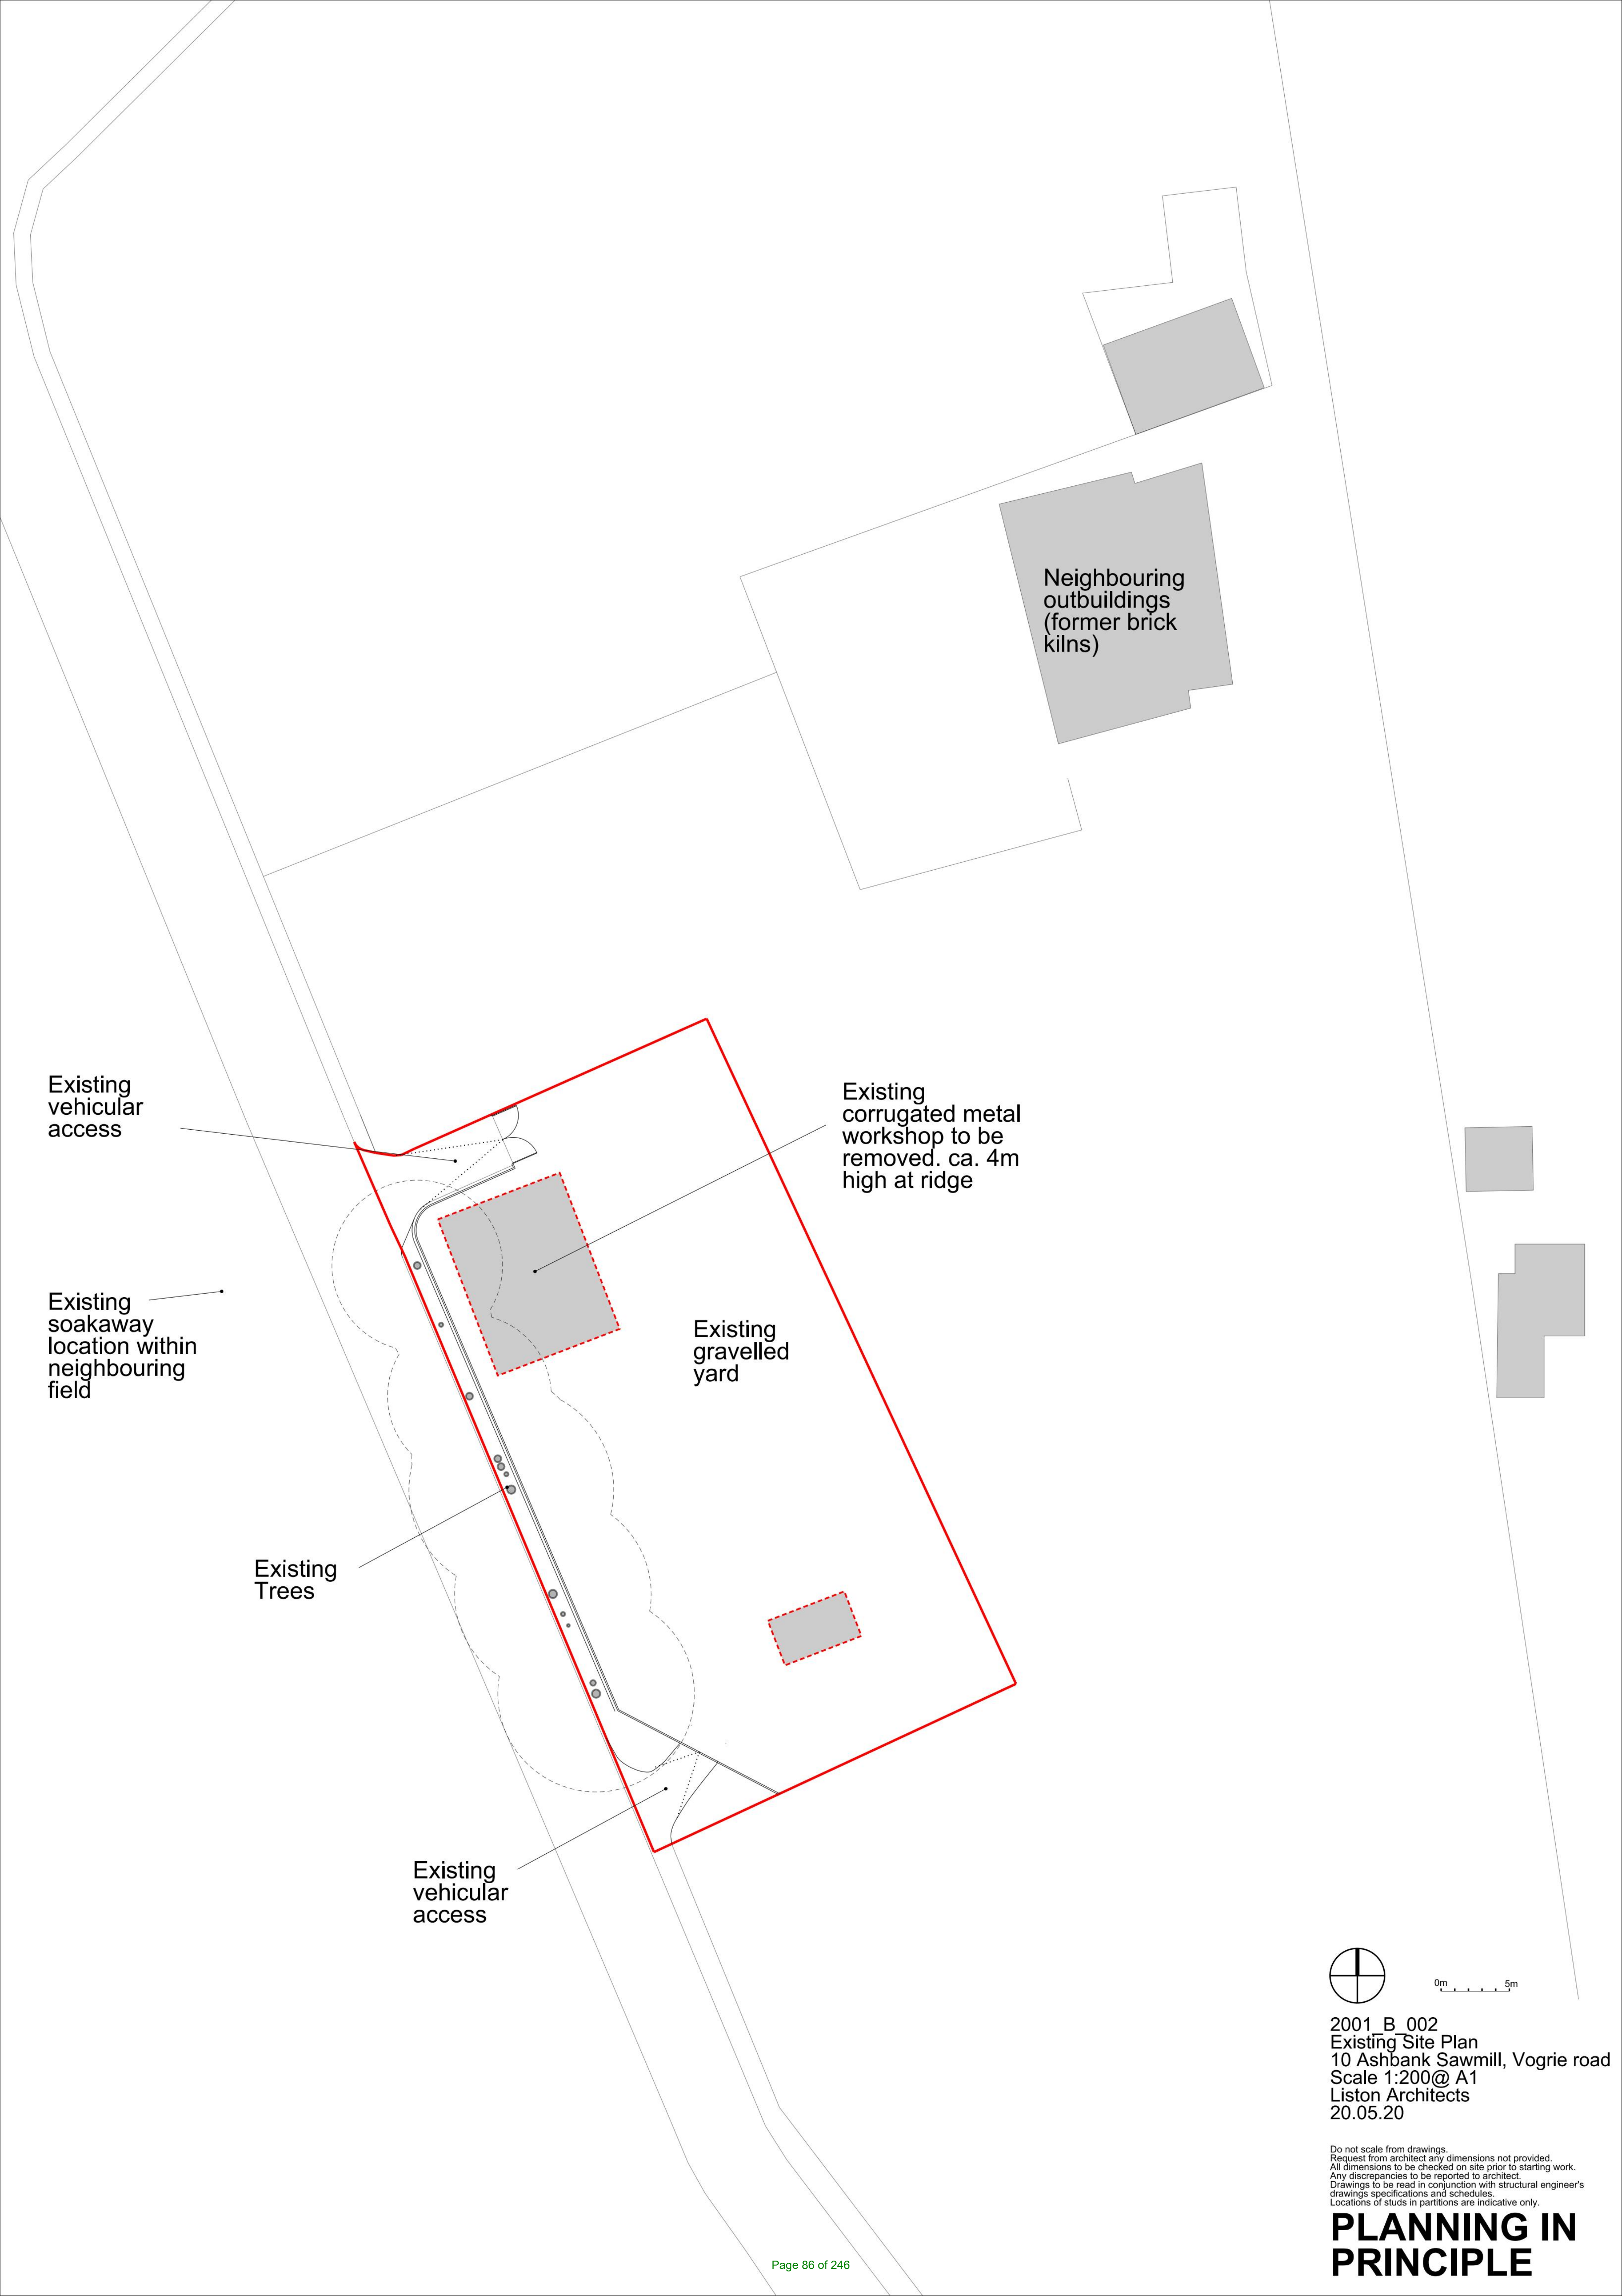 Neighbouring
outbuildings
(former brick
kilns)
Existing
vehicular
access
Existing
corrugated metal
workshop to be
removed. ca. 4m
high at ridge
Existing
soakaway
location within
neighbouring
field
Existing
gravelled
yard
Existing
Trees
Existing
vehicular
access
0m 5m
2001_B_002
Existing Site Plan
10 Ashbank Sawmill, Vogrie road
Scale 1:200@ A1
Liston Architects
20.05.20
Do not scale from drawings.
Request from architect any dimensions not provided.
All dimensions to be checked on site prior to starting work.
Any discrepancies to be reported to architect.
Drawings to be read in conjunction with structural engineer's
drawings specifications and schedules.
Locations of studs in partitions are indicative only.
PLANNING IN
PRINCIPLE
Page 86 of 246